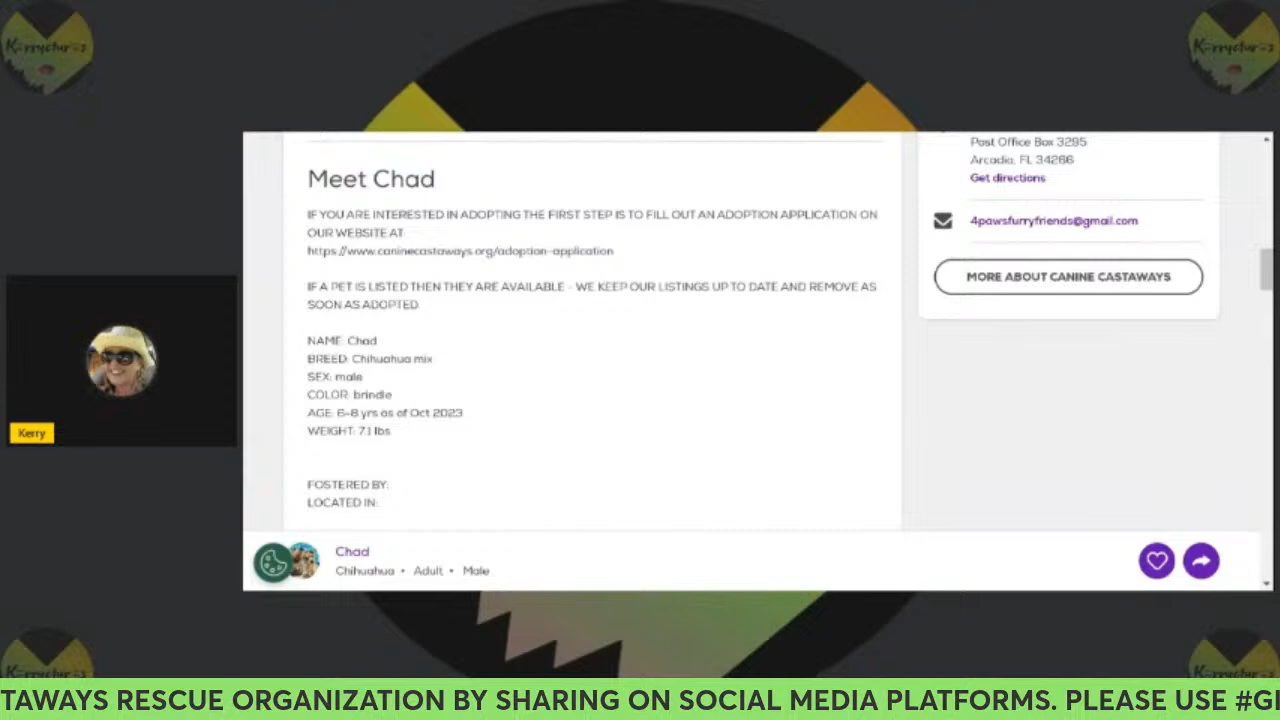 Kerryctures
Kerryctures
Post Office Box 3295
Arcadia, FL 34266
Get directions
Meet Chad
IF YOU ARE INTERESTED IN ADOPTING THE FIRST STEP IS TO FILL OUT AN ADOPTION APPLICATION ON
OUR WEBSITE AT
https://www.caninecastaways.org/adoption-application
4pawsfurryfriends@gmail.com
MORE ABOUT CANINE CASTAWAYS
IF A PET IS LISTED THEN THEY ARE AVAILABLE - WE KEEP OUR LISTINGS UP TO DATE AND REMOVE AS
SOON AS ADOPTED
NAME: Chad
BREED: Chihuahua mix
SEX: male
COLOR: brindle
AGE: 6-8 yrs as of Oct 2023
WEIGHT: 7.1 lbs
FOSTERED BY:
LOCATED IN:
Kerry
Chad
Chihuahua • Adult • Male
Kerryctures
Kerryctures
TAWAYS RESCUE ORGANIZATION BY SHARING ON SOCIAL MEDIA PLATFORMS. PLEASE USE #GI